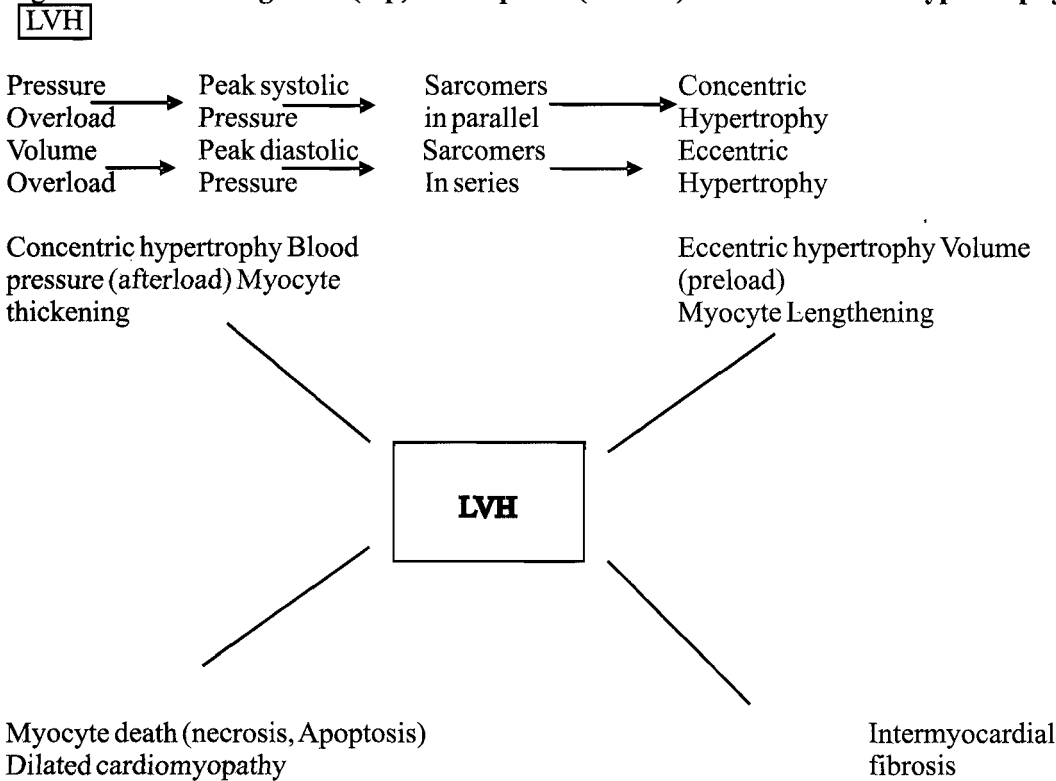 LVH
Pressure Overload Peak systolic Pressure Sarcomers in parallel Concentric Hypertrophy
Volume Overload Peak diastolic Pressure Sarcomers In series Eccentric Hypertrophy
Concentric hypertrophy Blood
pressure (afterload) Myocyte
thickening
Eccentric hypertrophy Volume
(preload)
Myocyte Lengthening
LVH
Myocyte death (necrosis, Apoptosis)
Dilated cardiomyopathy
Intermyocardial
fibrosis